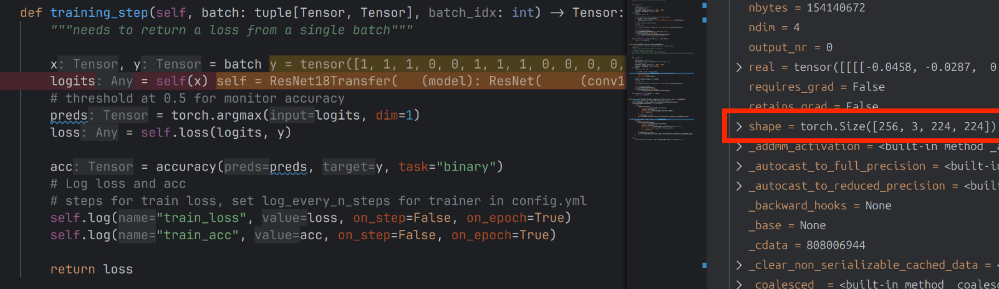 def training_step(self, batch: tuple[Tensor, Tensor], batch_idx: int) → Tensor:
"""needs to return a loss from a single batch"""
x: Tensor, y: Tensor = batch y = tensor([1, 1, 1, 0, 0, 1, 1, 1, 0, 0, 0, 0,
logits: Any = self(x) self = ResNet18Transfer( (model): ResNet( (conv1
# threshold at 0.5 for monitor accuracy
preds: Tensor = torch.argmax(input=logits, dim=1)
loss: Any = self.loss(logits, y)
acc: Tensor = accuracy(preds=preds, target=y, task="binary")
# Log loss and acc
# steps for train loss, set log_every_n_steps for trainer in config.yml
self.log(name="train_loss", value=loss, on_step=False, on_epoch=True)
self.log(name="train_acc", value=acc, on_step=False, on_epoch=True)
return loss
nbytes = 154140672
ndim = 4
output_nr = 0
real = tensor([[[[-0.0458, -0.0287, 0
requires_grad = False
retains_grad = False
shape = torch.Size([256, 3, 224, 224])
_addmm_activation = <built-in method _a
_autocast_to_full_precision = <built-in
_autocast_to_reduced_precision = <built
_backward_hooks = None
_base = None
_cdata = 808006944
_clear_non_serializable_cached_data = <
_coalesced_ = <built-in method _coalesc